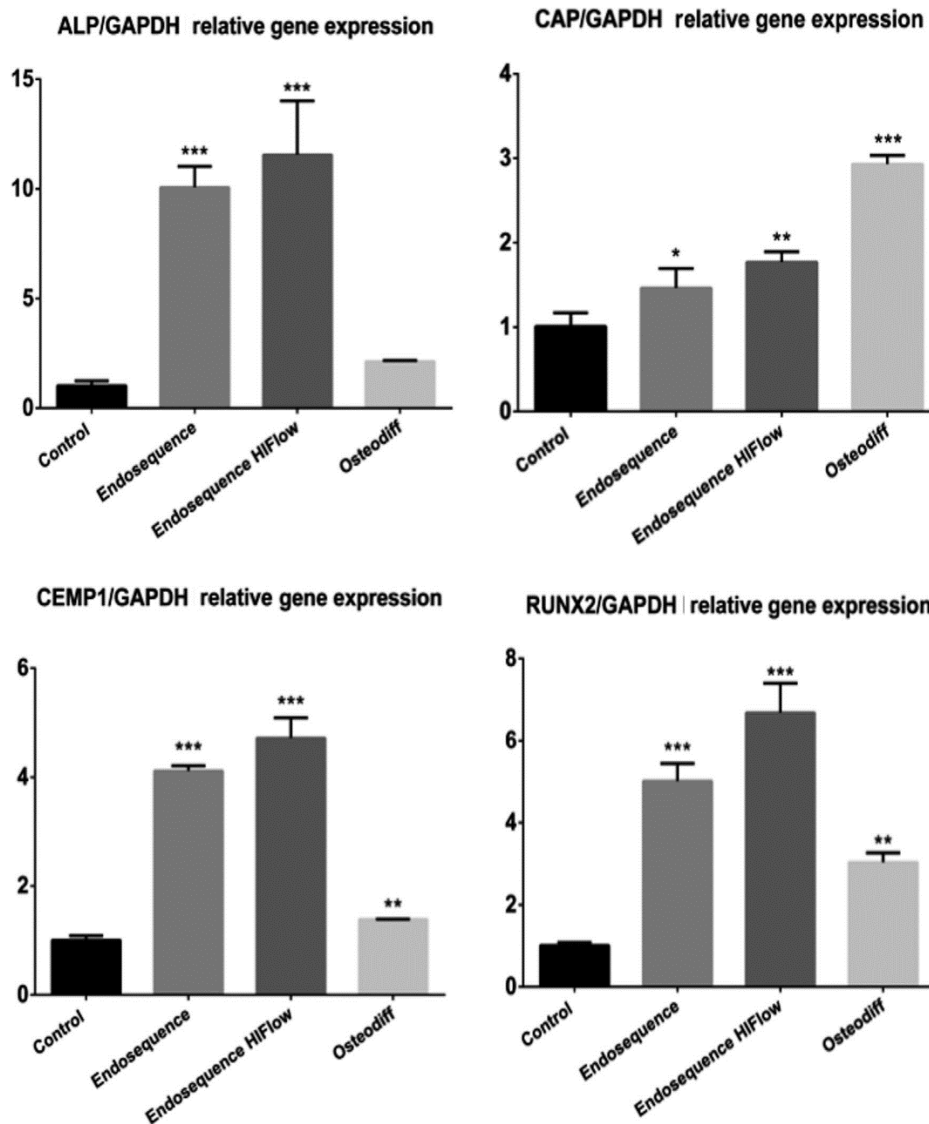 ALP/GAPDH relative gene expression
15
10
5
0
***
***
Control
Endosequence
Endosequence HIFlow
Osteodiff
CAP/GAPDH relative gene expression
4
3
2
1
0
*
**
***
Control
Endosequence
Endosequence HIFlow
Osteodiff
CEMP1/GAPDH relative gene expression
6
4
2
0
***
***
**
Control
Endosequence
Endosequence HIFlow
Osteodiff
RUNX2/GAPDH relative gene expression
8
6
4
2
0
***
***
**
Control
Endosequence
Endosequence HIFlow
Osteodiff